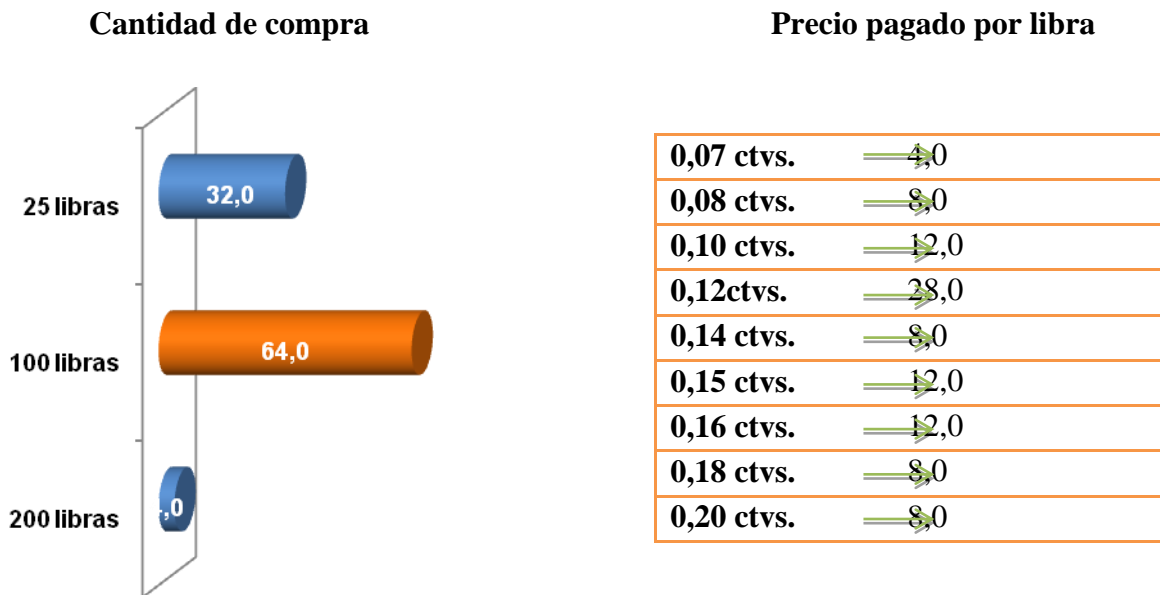 Cantidad de compra
25 libras
32,0
100 libras
64,0
200 libras
,0
Precio pagado por libra
0,07 ctvs. 4,0
0,08 ctvs. 8,0
0,10 ctvs. 12,0
0,12ctvs. 28,0
0,14 ctvs. 8,0
0,15 ctvs. 12,0
0,16 ctvs. 12,0
0,18 ctvs. 8,0
0,20 ctvs. 8,0